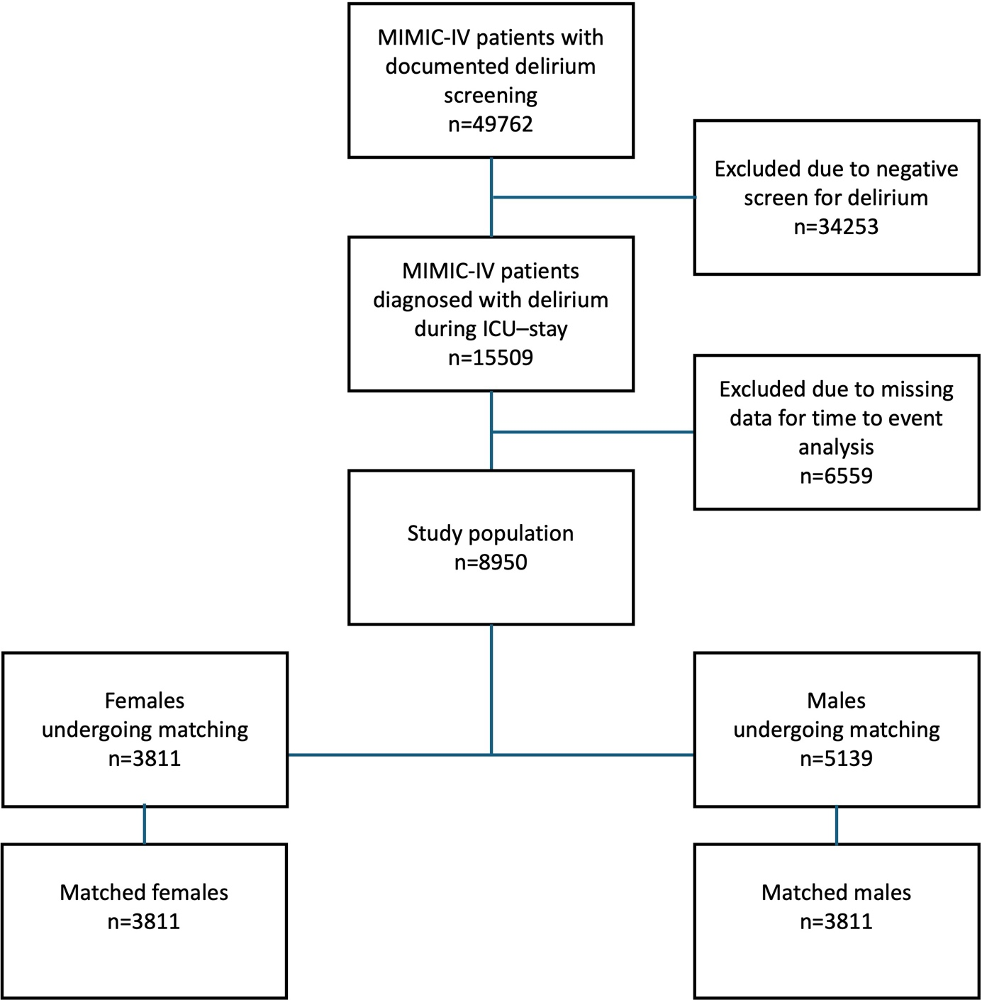 MIMIC-IV patients with
documented delirium
screening
n=49762
Excluded due to negative
screen for delirium
n=34253
MIMIC-IV patients
diagnosed with delirium
during ICU–stay
n=15509
Excluded due to missing
data for time to event
analysis
n=6559
Study population
n=8950
Females
undergoing matching
n=3811
Males
undergoing matching
n=5139
Matched females
n=3811
Matched males
n=3811